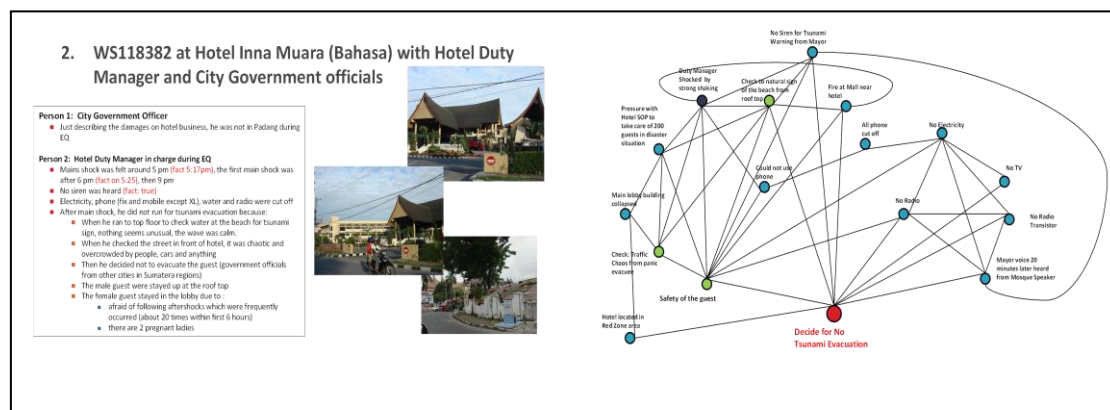 2. WS118382 at Hotel Inna Muara (Bahasa) with Hotel Duty
Manager and City Government officials
Person 1: City Government Officer
Just describing the damages on hotel business, he was not in Padang during
EQ
Person 2: Hotel Duty Manager in charge during EQ
Mains shock was felt around 5 pm (fact 5:17pm), the first main shock was
after 6 pm (fact on 5:25), then 9 pm
No siren was heard (fact: true)
Electricity, phone (fix and mobile except XL), water and radio were cut off
After main shock, he did not run for tsunami evacuation because:
When he ran to top floor to check water at the beach for tsunami
sign, nothing seems unusual, the wave was calm.
When he checked the street in front of hotel, it was chaotic and
overcrowded by people, cars and anything
Then he decided not to evacuate the guest (government officials
from other cities in Sumatera regions)
The male guest were stayed up at the roof top
The female guest stayed in the lobby due to :
afraid of following aftershocks which were frequently
occurred (about 20 times within first 6 hours)
there are 2 pregnant ladies
No Siren for Tsunami
Warning from Mayor
Duty Manager
Shocked by
strong shaking
Check to natural sign
of the beach from
roof top
Fire at Mall near
hotel
Pressure with
Hotel SOP to
take care of 200
guests in disaster
situation
All phone
cut off
No Electricity
Could not use
phone
No TV
Main lobby building
collapsed
No Radio
No Radio
Transistor
Check: Traffic
Chaos from panic
evacuee
Mayor voice 20
minutes later heard
from Mosque Speaker
Safety of the guest
Hotel located in
Red Zone area
Decide for No
Tsunami Evacuation